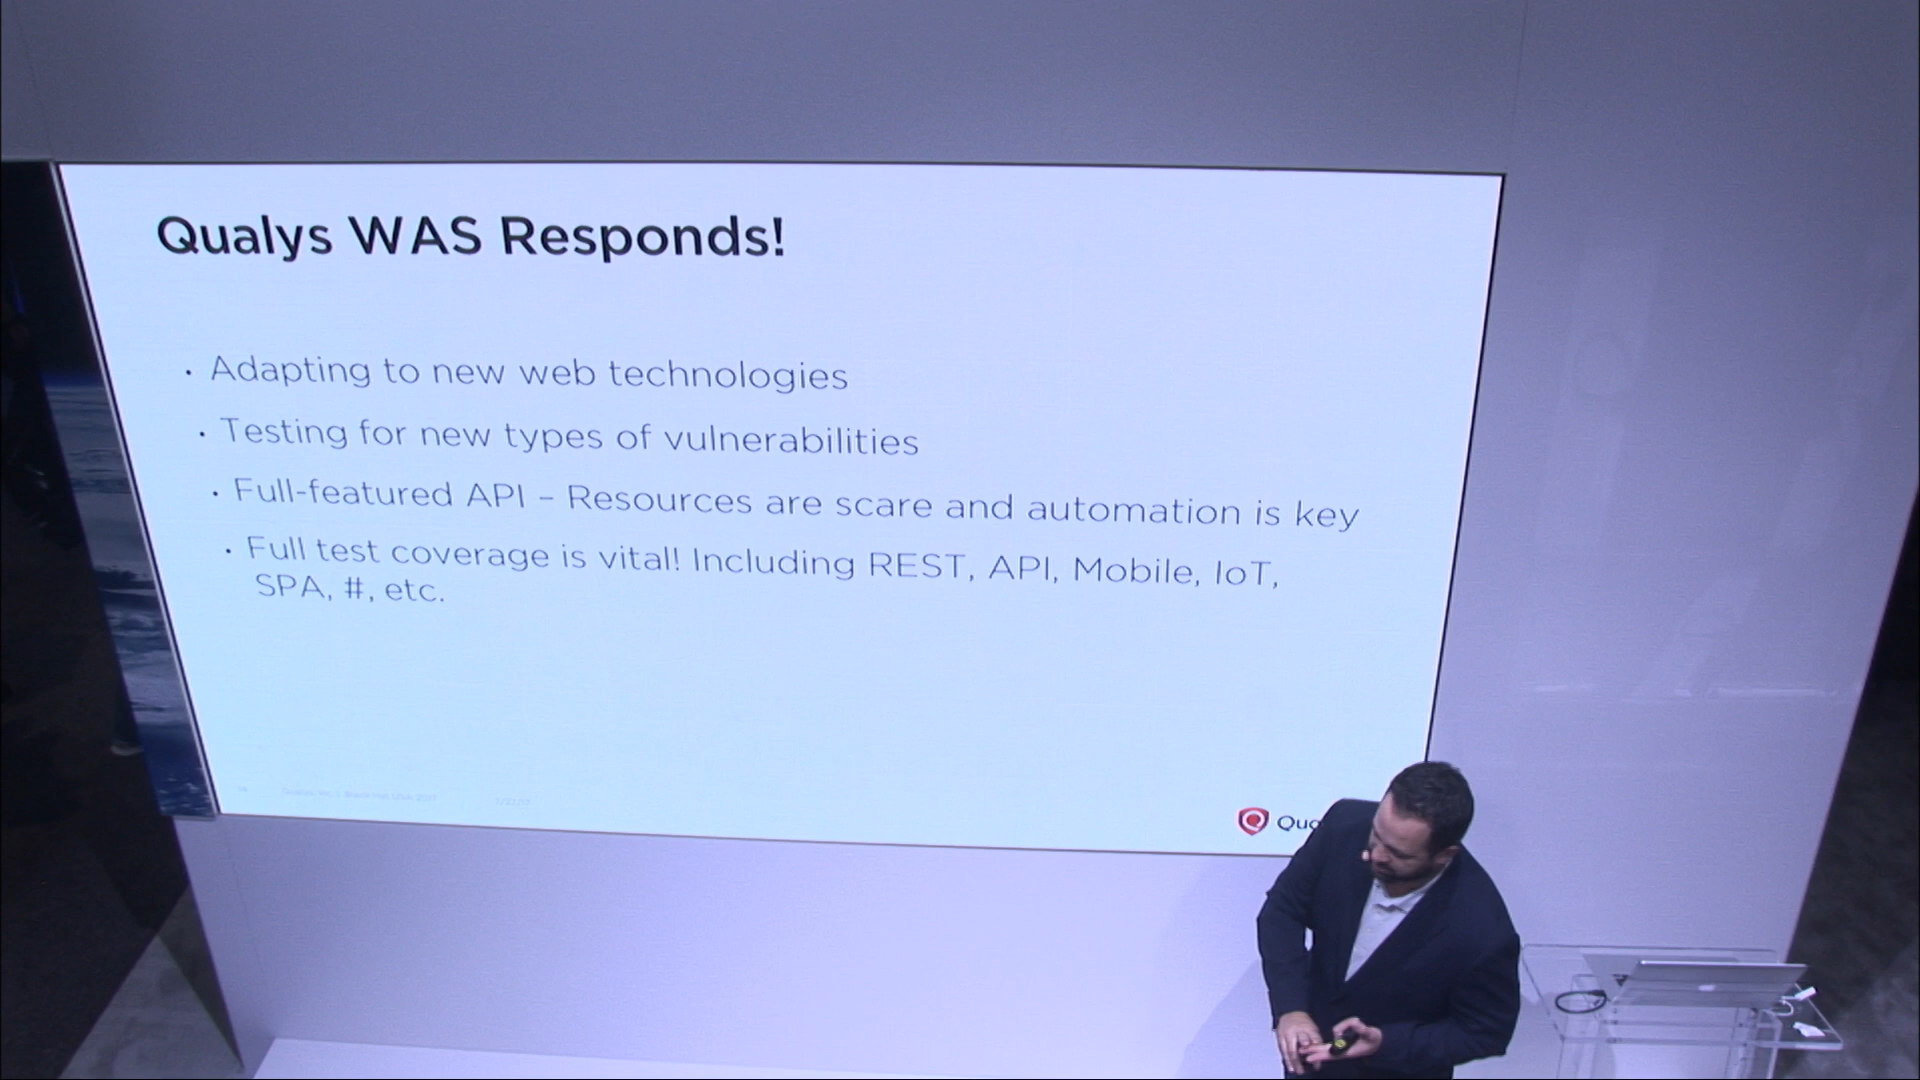 Qualys WAS Responds!
• Adapting to new web technologies
• Testing for new types of vulnerabilities
• Full-featured API – Resources are scare and automation is key
• Full test coverage is vital! Including REST, API, Mobile, IoT,
SPA, #, etc.
Qua